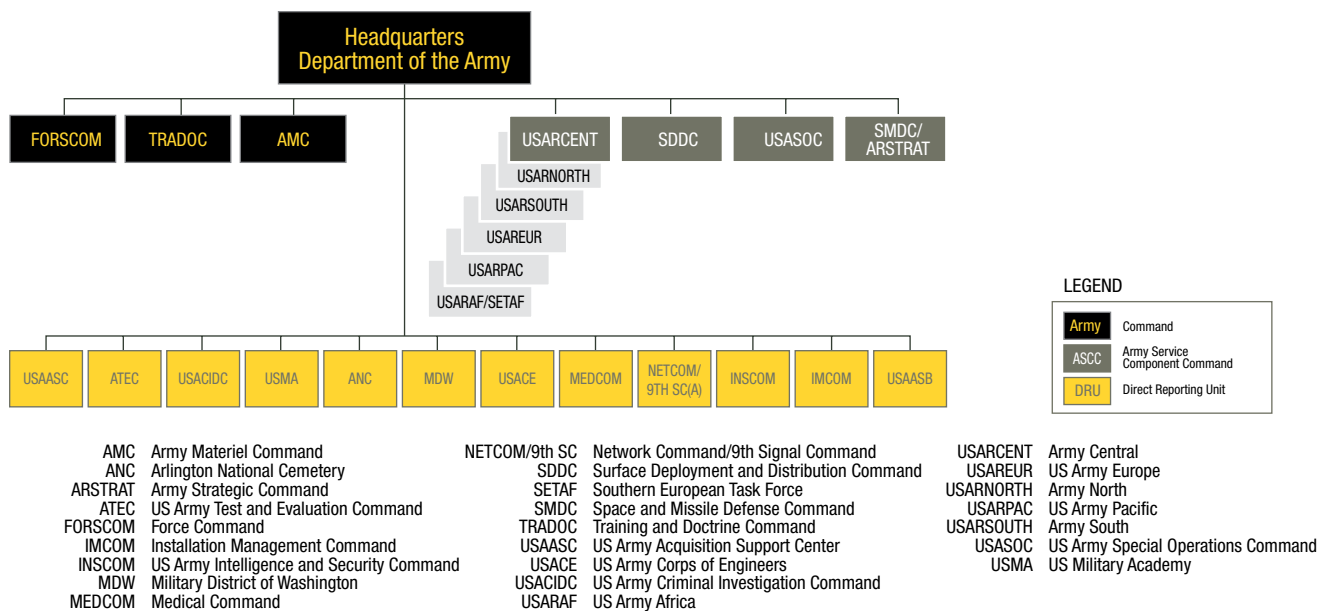 Headquarters
Department of the Army
FORSCOM
TRADOC
AMC
USARCENT
SDDC
USASOC
SMDC/
ARSTRAT
USARNORTH
USARSOUTH
USAREUR
USARPAC
USARAF/SETAF
LEGEND
Army Command
ASCC Army Service
Component Command
DRU Direct Reporting Unit
USAASC
ATEC
USACIDC
USMA
ANC
MDW
USACE
MEDCOM
NETCOM/
9TH SC(A)
INSCOM
IMCOM
USAASB
AMC Army Materiel Command
ANC Arlington National Cemetery
ARSTRAT Army Strategic Command
ATEC US Army Test and Evaluation Command
FORSCOM Force Command
IMCOM Installation Management Command
INSCOM US Army Intelligence and Security Command
MDW Military District of Washington
MEDCOM Medical Command
NETCOM/9th SC Network Command/9th Signal Command
SDDC Surface Deployment and Distribution Command
SETAF Southern European Task Force
SMDC Space and Missile Defense Command
TRADOC Training and Doctrine Command
USAASC US Army Acquisition Support Center
USACE US Army Corps of Engineers
USACIDC US Army Criminal Investigation Command
USARAF US Army Africa
USARCENT Army Central
USAREUR US Army Europe
USARNORTH Army North
USARPAC US Army Pacific
USARSOUTH Army South
USASOC US Army Special Operations Command
USMA US Military Academy